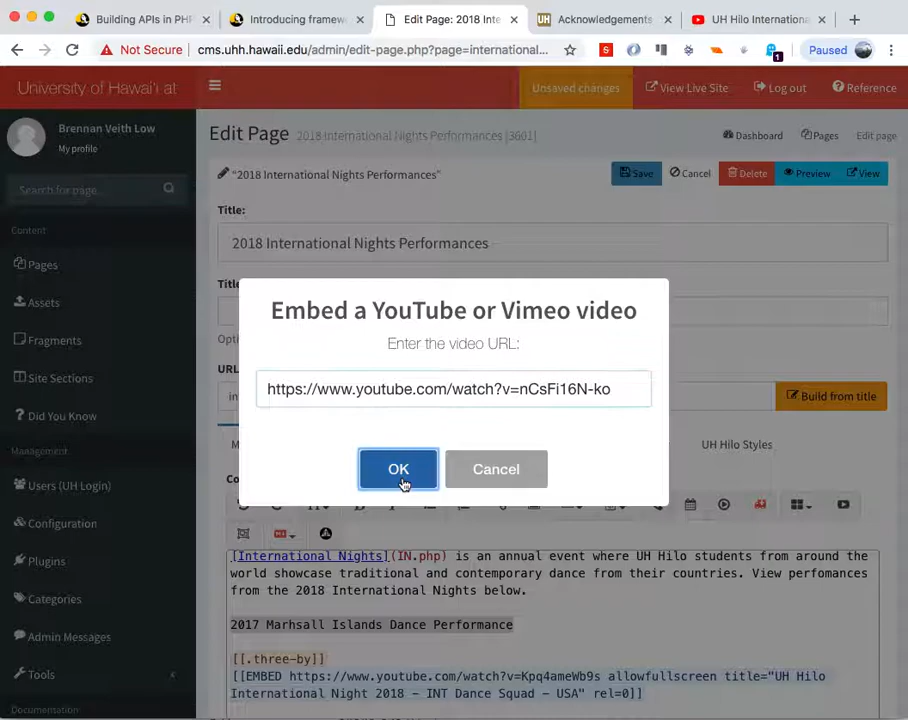 Building APIs in PHP
Introducing framew
Edit Page: 2018 Inte
Acknowledgements
UH Hilo Internationa
Not Secure
cms.uhh.hawaii.edu/admin/edit-page.php?page=international...
Paused
University of Hawaiʻi at
Unsaved changes
View Live Site
Log out
Reference
Brennan Veith Low
My profile
Search for page...
Edit Page 2018 International Nights Performances [3601]
Dashboard
Pages
Edit page
"2018 International Nights Performances"
Save
Cancel
Delete
Preview
View
Title:
2018 International Nights Performances
Content
Pages
Assets
Fragments
Site Sections
Did You Know
Management
Users (UH Login)
Configuration
Plugins
Categories
Admin Messages
Tools
Documentation
Embed a YouTube or Vimeo video
Enter the video URL:
https://www.youtube.com/watch?v=nCsFi16N-ko
OK
Cancel
Title
Opti
URL
in
Build from title
M
UH Hilo Styles
Co
[International Nights](IN.php) is an annual event where UH Hilo students from around the
world showcase traditional and contemporary dance from their countries. View perfomances
from the 2018 International Nights below.
2017 Marhsall Islands Dance Performance
[[.three-by]]
[[EMBED https://www.youtube.com/watch?v=Kpq4ameWb9s allowfullscreen title="UH Hilo
International Night 2018 - INT Dance Squad - USA" rel=0]]